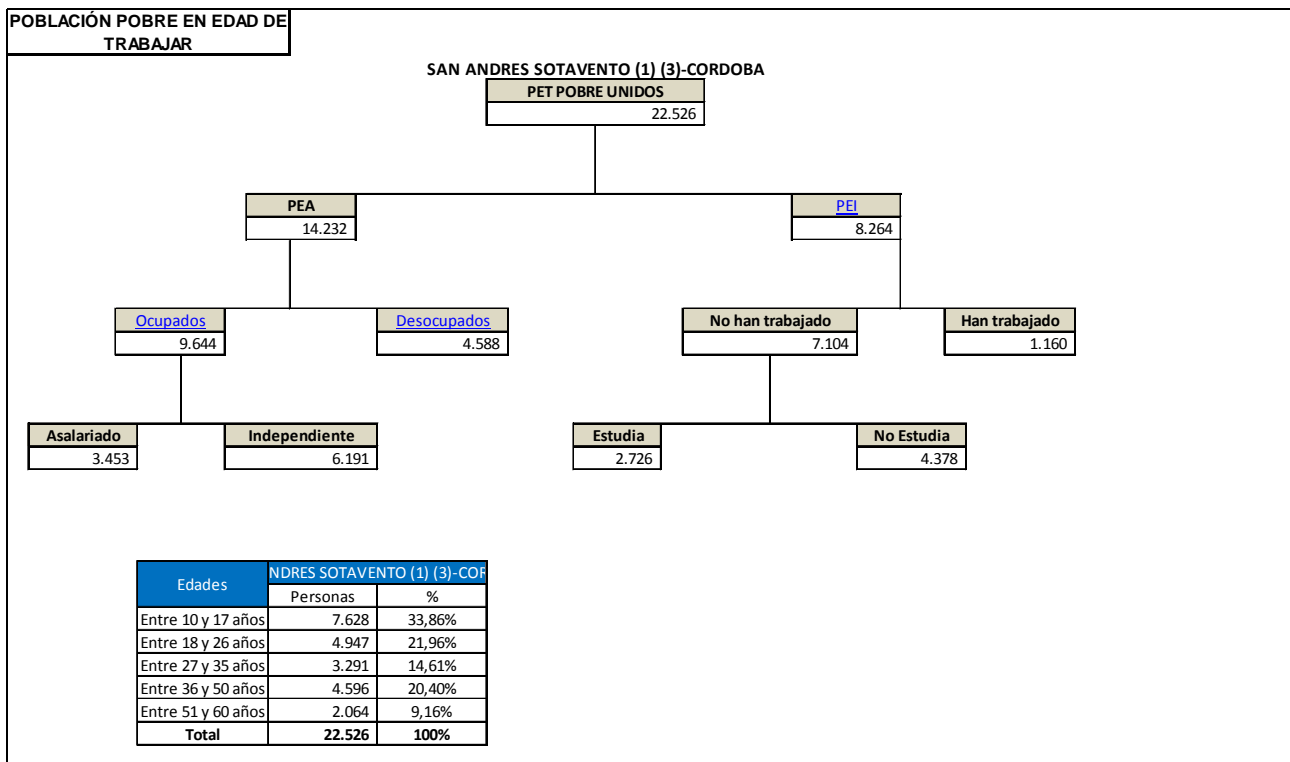 POBLACIÓN POBRE EN EDAD DE
TRABAJAR
SAN ANDRES SOTAVENTO (1) (3)-CORDOBA
PET POBRE UNIDOS
22.526
PEA PEI
14.232 8.264
Ocupados Desocupados No han trabajado Han trabajado
9.644 4.588 7.104 1.160
Asalariado Independiente Estudia No Estudia
3.453 6.191 2.726 4.378
Edades NDRES SOTAVENTO (1) (3)-COR
Personas %
Entre 10 y 17 años 7.628 33,86%
Entre 18 y 26 años 4.947 21,96%
Entre 27 y 35 años 3.291 14,61%
Entre 36 y 50 años 4.596 20,40%
Entre 51 y 60 años 2.064 9,16%
Total 22.526 100%